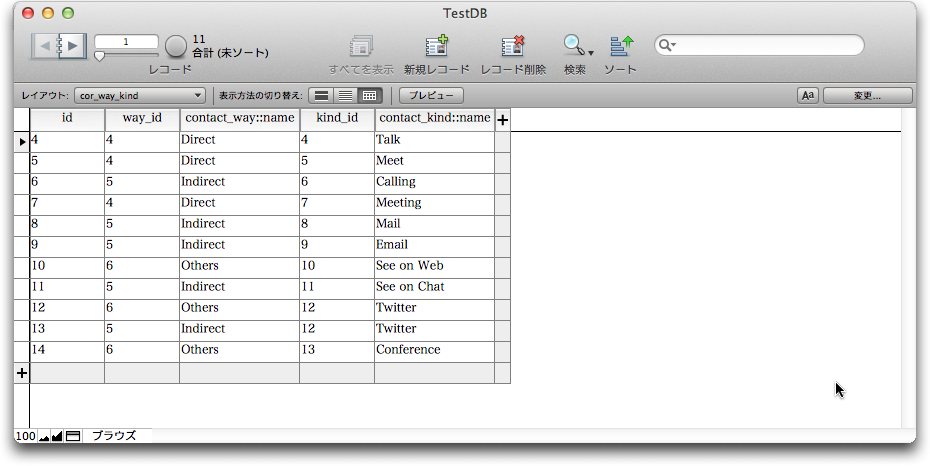 TestDB
1
11
合計 (未ソート)
レコード
すべてを表示
新規レコード
レコード削除
検索
ソート
レイアウト: cor_way_kind
表示方法の切り替え:
プレビュー
Aa
変更...
id way_id contact_way::name kind_id contact_kind::name
4 4 Direct 4 Talk
5 4 Direct 5 Meet
6 5 Indirect 6 Calling
7 4 Direct 7 Meeting
8 5 Indirect 8 Mail
9 5 Indirect 9 Email
10 6 Others 10 See on Web
11 5 Indirect 11 See on Chat
12 6 Others 12 Twitter
13 5 Indirect 12 Twitter
14 6 Others 13 Conference
100 ブラウズ